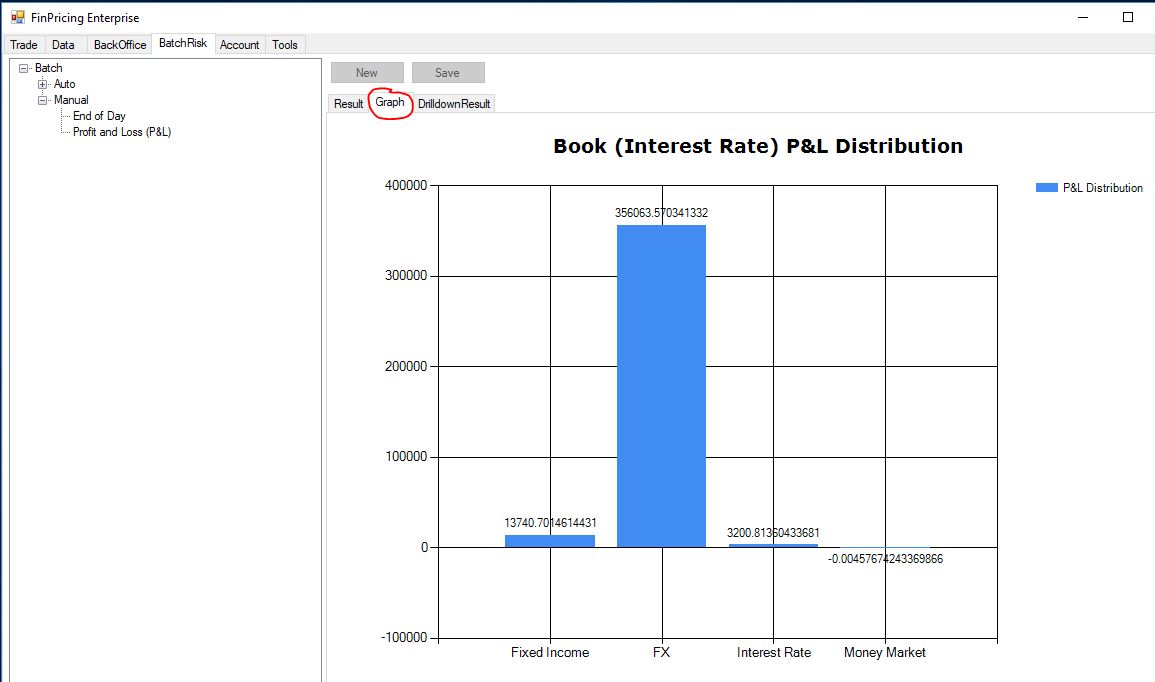 FinPricing Enterprise
Trade Data BackOffice BatchRisk Account Tools
Batch
Auto
Manual
End of Day
Profit and Loss (P&L)
New Save
Result Graph DrilldownResult
Book (Interest Rate) P&L Distribution
P&L Distribution
400000
356063.570341332
300000
200000
100000
13740.7014614431
3200.81360433681
0
-0.00457674243369866
-100000
Fixed Income FX Interest Rate Money Market